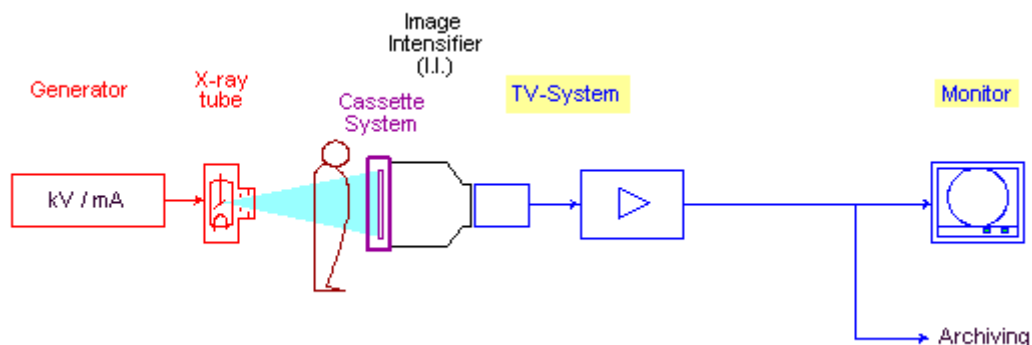 Image
Intensifier
(I.I.)
Generator
X-ray
tube
Cassette
System
TV-System
Monitor
kV / mA
Archiving